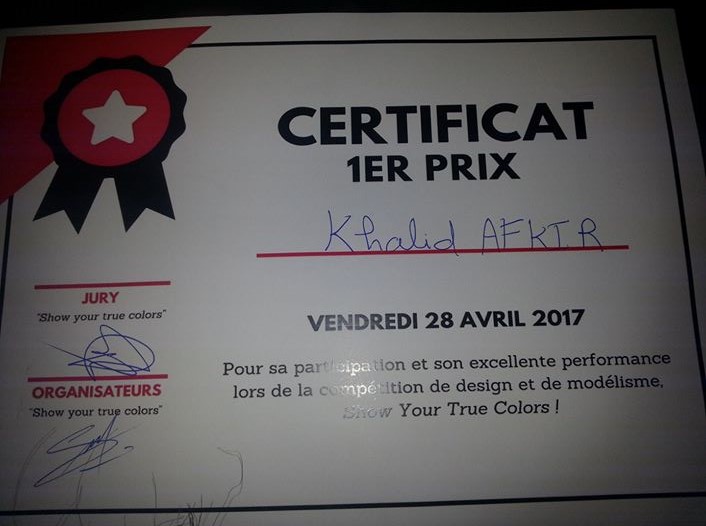 CERTIFICAT
1ER PRIX
Khalid AFKIR
VENDREDI 28 AVRIL 2017
Pour sa participation et son excellente performance
lors de la compétition de design et de modélisme,
Show Your True Colors !
JURY
"Show your true colors"
ORGANISATEURS
"Show your true colors"